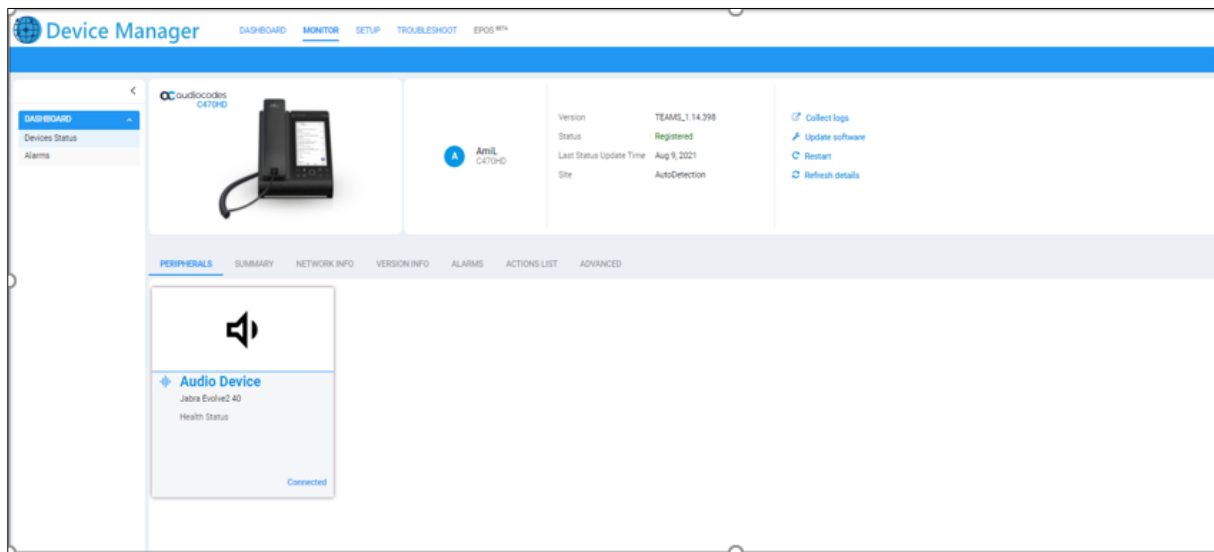 Device Manager
DASHBOARD MONITOR SETUP TROUBLESHOOT EPOS BETA
DASHBOARD
Devices Status
Alarms
audiocodes
C470HD
A
AmiL
C470HD
Version TEAMS_1.14.398
Status Registered
Last Status Update Time Aug 9, 2021
Site AutoDetection
Collect logs
Update software
Restart
Refresh details
PERIPHERALS SUMMARY NETWORK INFO VERSION INFO ALARMS ACTIONS LIST ADVANCED
Audio Device
Jabra Evolve2 40
Health Status
Connected